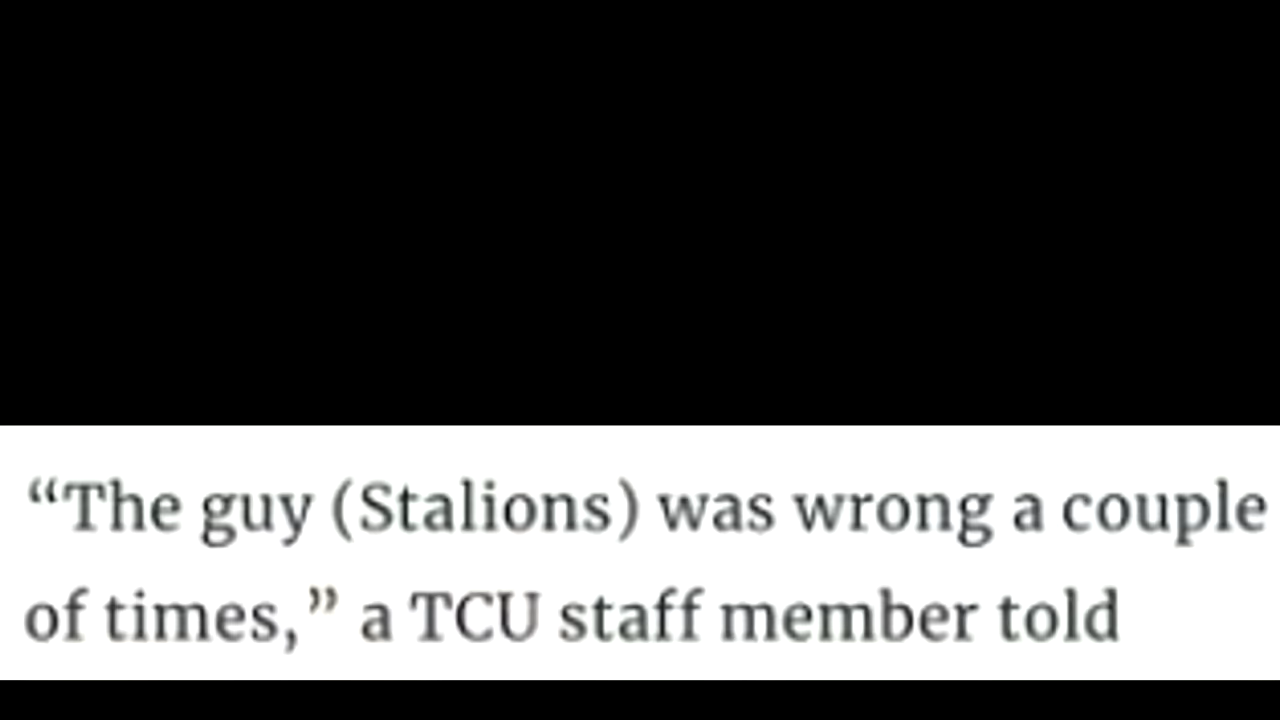 “The guy (Stalions) was wrong a couple
of times,” a TCU staff member told